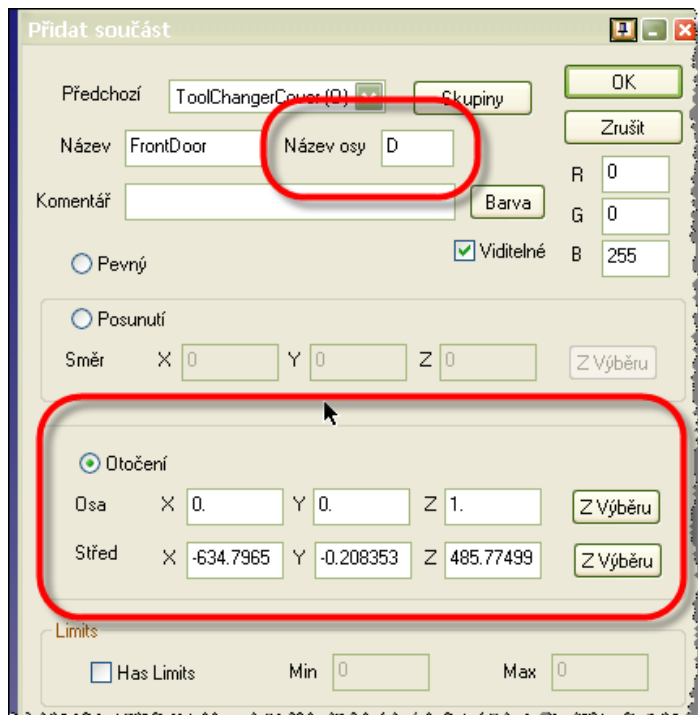 Přidat součást
Předchozí ToolChangerCover (O) Skupiny OK
Zrušit
Název FrontDoor Název osy D
R 0
Komentář Barva G 0
Viditelné B 255
Pevný
Posunutí
Směr X 0 Y 0 Z 0 Z Výběru
Otočení
Osa X 0. Y 0. Z 1. Z Výběru
Střed X -634.7965 Y -0.208353 Z 485.77499 Z Výběru
Limits
Has Limits Min 0 Max 0